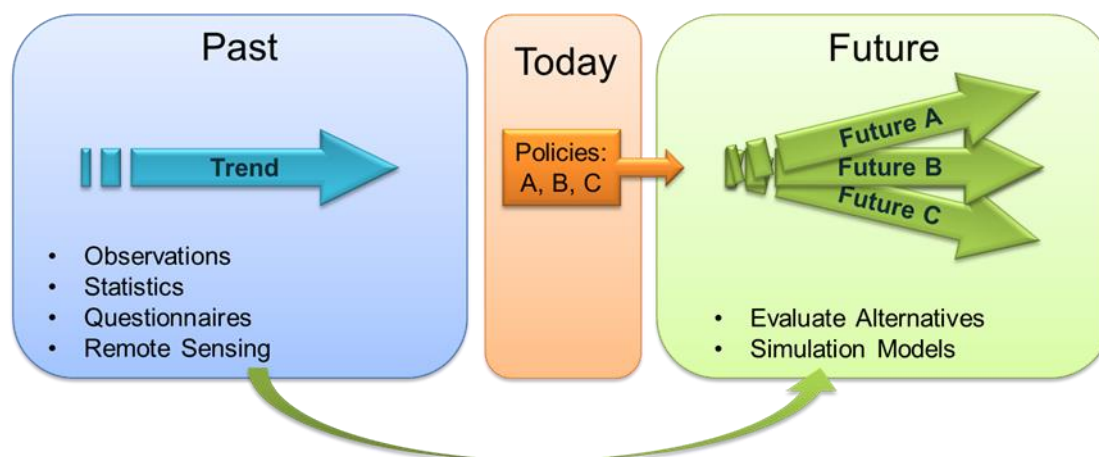 Past
Trend
• Observations
• Statistics
• Questionnaires
• Remote Sensing
Today
Policies:
A, B, C
Future
Future A
Future B
Future C
• Evaluate Alternatives
• Simulation Models